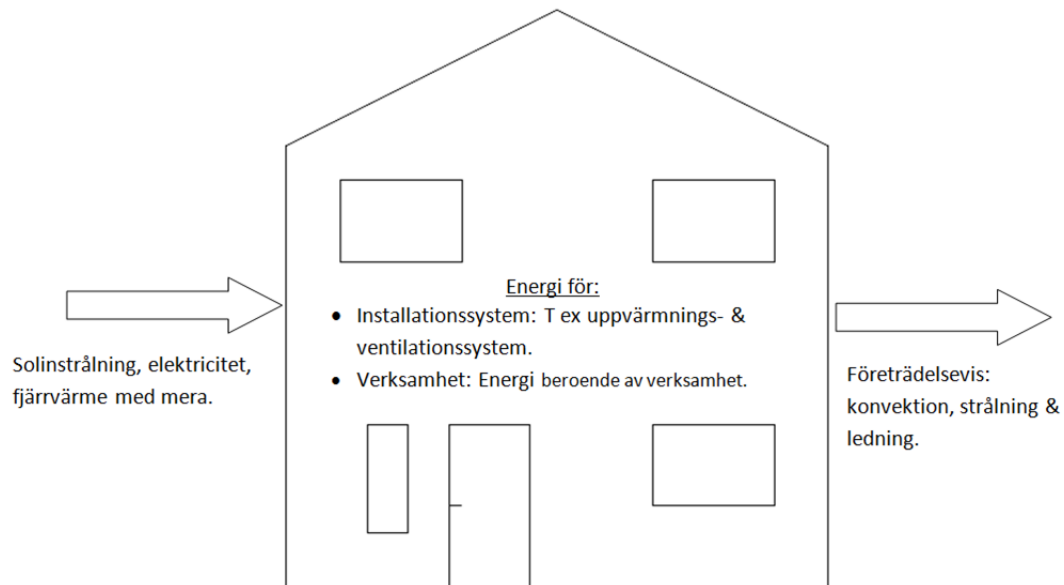 Energi för:
• Installationssystem: T ex uppvärmnings- &
ventilationssystem.
• Verksamhet: Energi beroende av verksamhet.
Solinstrålning, elektricitet,
fjärrvärme med mera.
Företrädelsevis:
konvektion, strålning &
ledning.